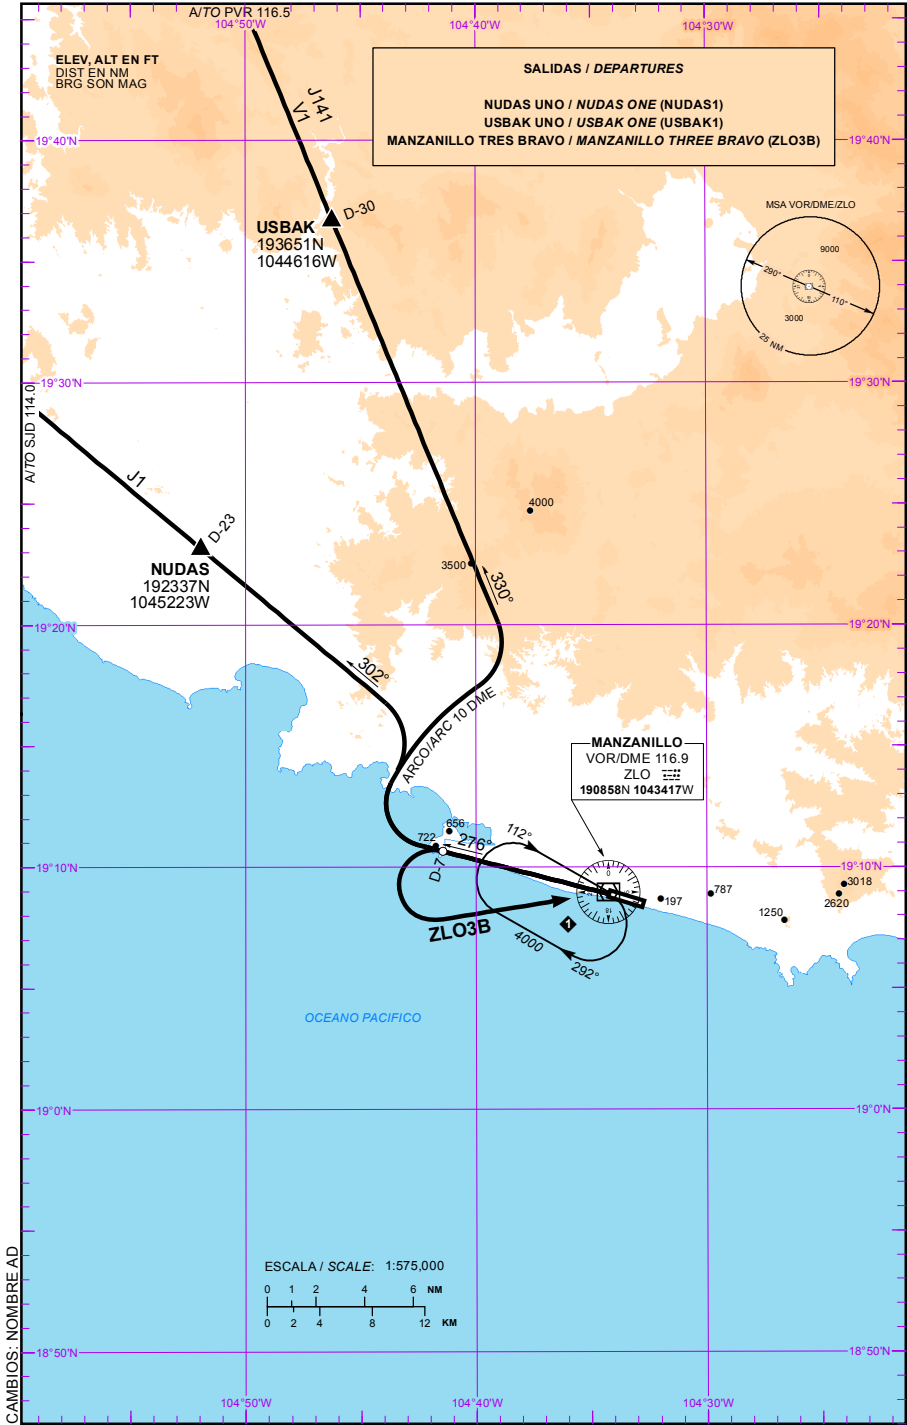 A/TO PVR 116.5
104°50'W
104°40'W
104°30'W
ELEV, ALT EN FT
DIST EN NM
BRG SON MAG
SALIDAS / DEPARTURES
NUDAS UNO / NUDAS ONE (NUDAS1)
USBAK UNO / USBAK ONE (USBAK1)
MANZANILLO TRES BRAVO / MANZANILLO THREE BRAVO (ZLO3B)
J141
V1
19°40'N
19°40'N
D-30
USBAK
193651N
1044616W
MSA VOR/DME/ZLO
9000
290°
110°
3000
25 NM
19°30'N
19°30'N
A/TO SJD 114.0
J1
4000
D-23
NUDAS
192337N
1045223W
3500
330°
19°20'N
19°20'N
302°
ARCO/ARC 10 DME
MANZANILLO
VOR/DME 116.9
ZLO
190858N 1043417W
656
722
276°
112°
D-7
19°10'N
19°10'N
3018
787
2620
197
1250
1
ZLO3B
4000
292°
OCEANO PACIFICO
19°0'N
19°0'N
ESCALA / SCALE: 1:575,000
0 1 2 4 6 NM
0 2 4 8 12 KM
18°50'N
18°50'N
CAMBIOS: NOMBRE AD
104°50'W
104°40'W
104°30'W